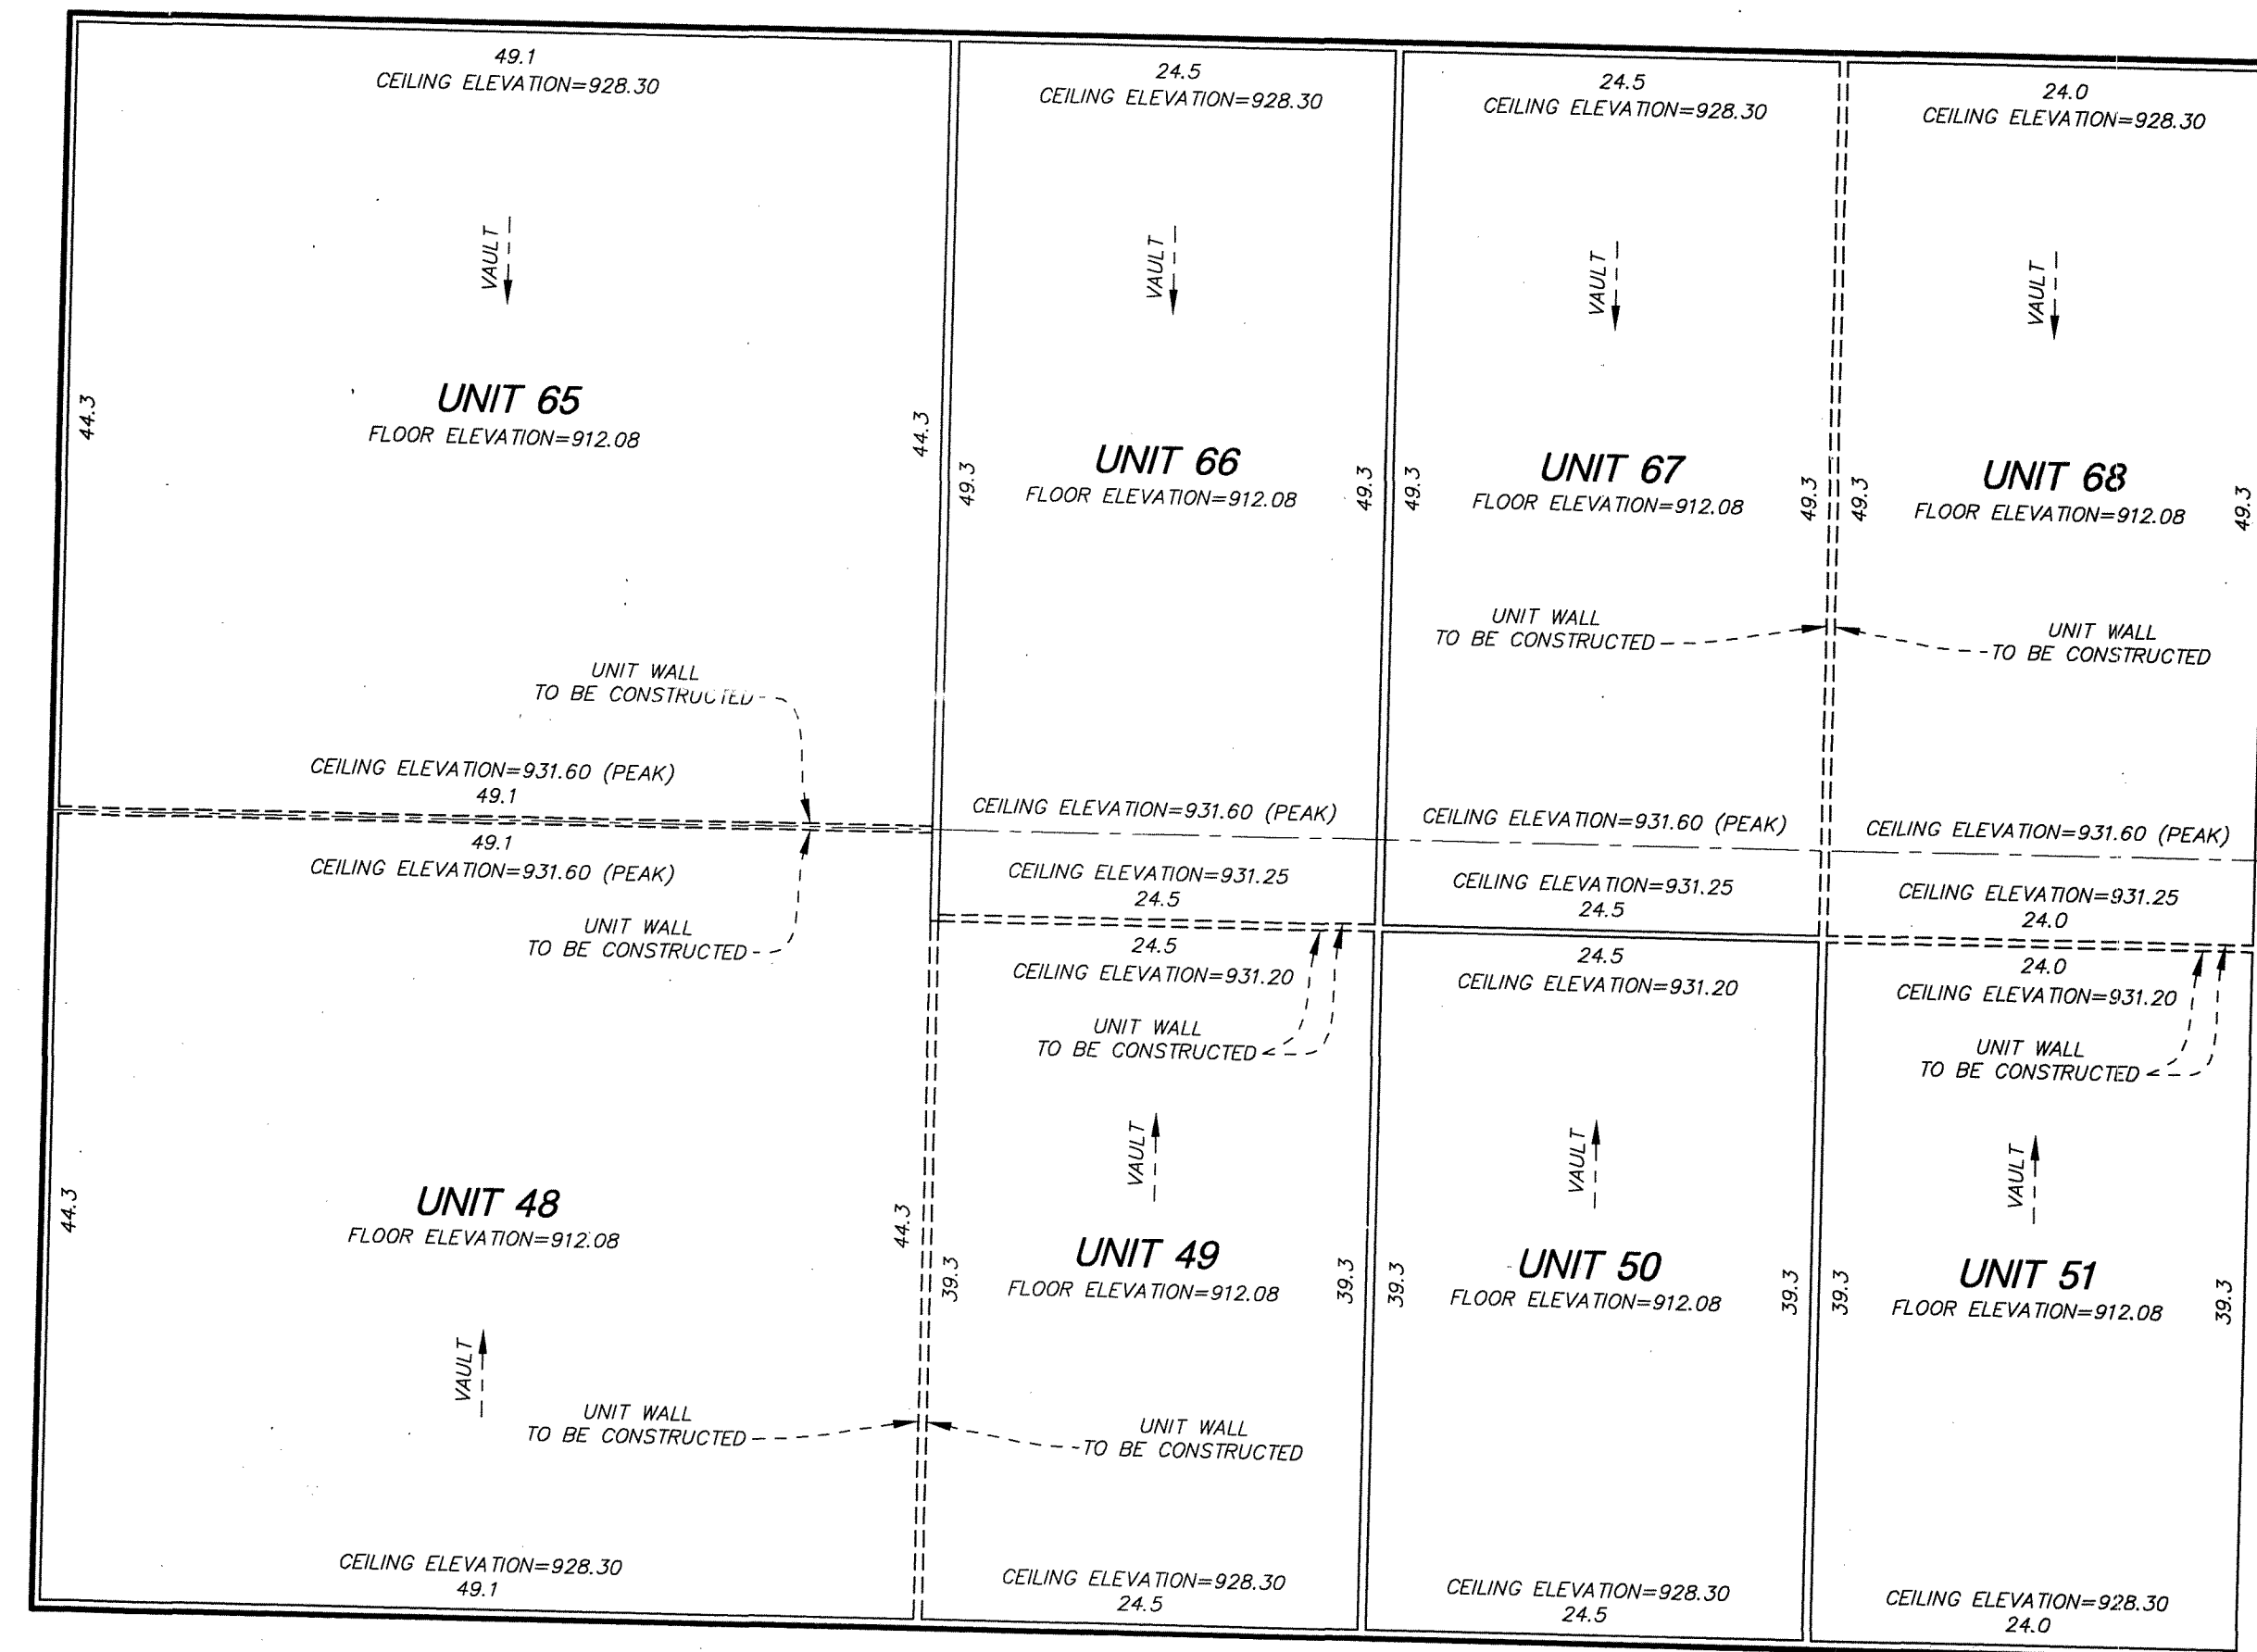 49.1
CEILING ELEVATION=928.30
VAULT
44.3
UNIT 65
FLOOR ELEVATION=912.08
44.3
UNIT WALL
TO BE CONSTRUCTED
CEILING ELEVATION=931.60 (PEAK)
49.1
24.5
CEILING ELEVATION=928.30
VAULT
49.3
UNIT 66
FLOOR ELEVATION=912.08
49.3
CEILING ELEVATION=931.60 (PEAK)
CEILING ELEVATION=931.25
24.5
24.5
CEILING ELEVATION=928.30
VAULT
49.3
UNIT 67
FLOOR ELEVATION=912.08
49.3
UNIT WALL
TO BE CONSTRUCTED
CEILING ELEVATION=931.60 (PEAK)
CEILING ELEVATION=931.25
24.5
24.0
CEILING ELEVATION=928.30
VAULT
49.3
UNIT 68
FLOOR ELEVATION=912.08
49.3
UNIT WALL
TO BE CONSTRUCTED
CEILING ELEVATION=931.60 (PEAK)
CEILING ELEVATION=931.25
24.0
49.1
CEILING ELEVATION=931.60 (PEAK)
UNIT WALL
TO BE CONSTRUCTED
44.3
UNIT 48
FLOOR ELEVATION=912.08
44.3
VAULT
UNIT WALL
TO BE CONSTRUCTED
CEILING ELEVATION=928.30
49.1
24.5
CEILING ELEVATION=931.20
UNIT WALL
TO BE CONSTRUCTED
VAULT
39.3
UNIT 49
FLOOR ELEVATION=912.08
39.3
UNIT WALL
TO BE CONSTRUCTED
CEILING ELEVATION=928.30
24.5
24.5
CEILING ELEVATION=931.20
VAULT
39.3
UNIT 50
FLOOR ELEVATION=912.08
39.3
CEILING ELEVATION=928.30
24.5
24.0
CEILING ELEVATION=931.20
UNIT WALL
TO BE CONSTRUCTED
VAULT
39.3
UNIT 51
FLOOR ELEVATION=912.08
39.3
CEILING ELEVATION=928.30
24.0